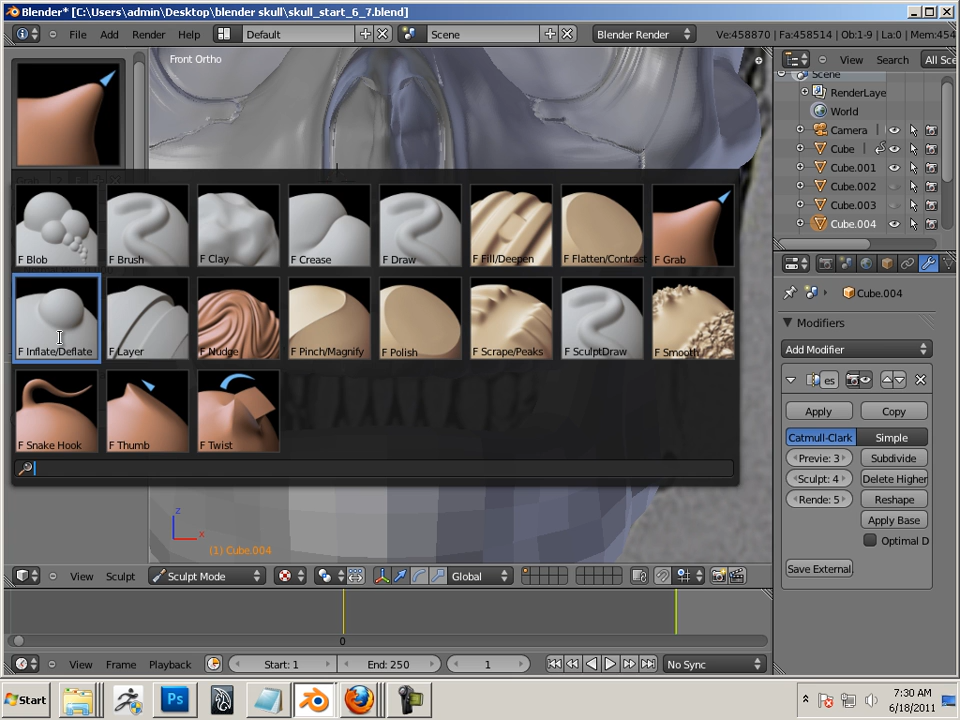 Blender* [C:\Users\admin\Desktop\blender skull\skull_start_6_7.blend]
File Add Render Help Default Scene Blender Render Ve:458870 | Fa:458514 | Ob:1-9 | La:0 | Mem:454
Front Ortho
View Search All Sce
Scene
RenderLaye
World
Camera
Cube
Cube.001
Cube.002
Cube.003
Cube.004
F Blob F Brush F Clay F Crease F Draw F Fill/Deepen F Flatten/Contrast F Grab
F Inflate/Deflate F Layer F Nudge F Pinch/Magnify F Polish F Scrape/Peaks F SculptDraw F Smooth
F Snake Hook F Thumb F Twist
Cube.004
Modifiers
Add Modifier
es
Apply Copy
Catmull-Clark Simple
Previe: 3 Subdivide
Sculpt: 4 Delete Higher
Rende: 5 Reshape
Apply Base
Optimal D
Save External.
z
x
(1) Cube.004
View Sculpt Sculpt Mode Global
0
View Frame Playback Start: 1 End: 250 1 No Sync
Start Ps 7:30 AM
6/18/2011